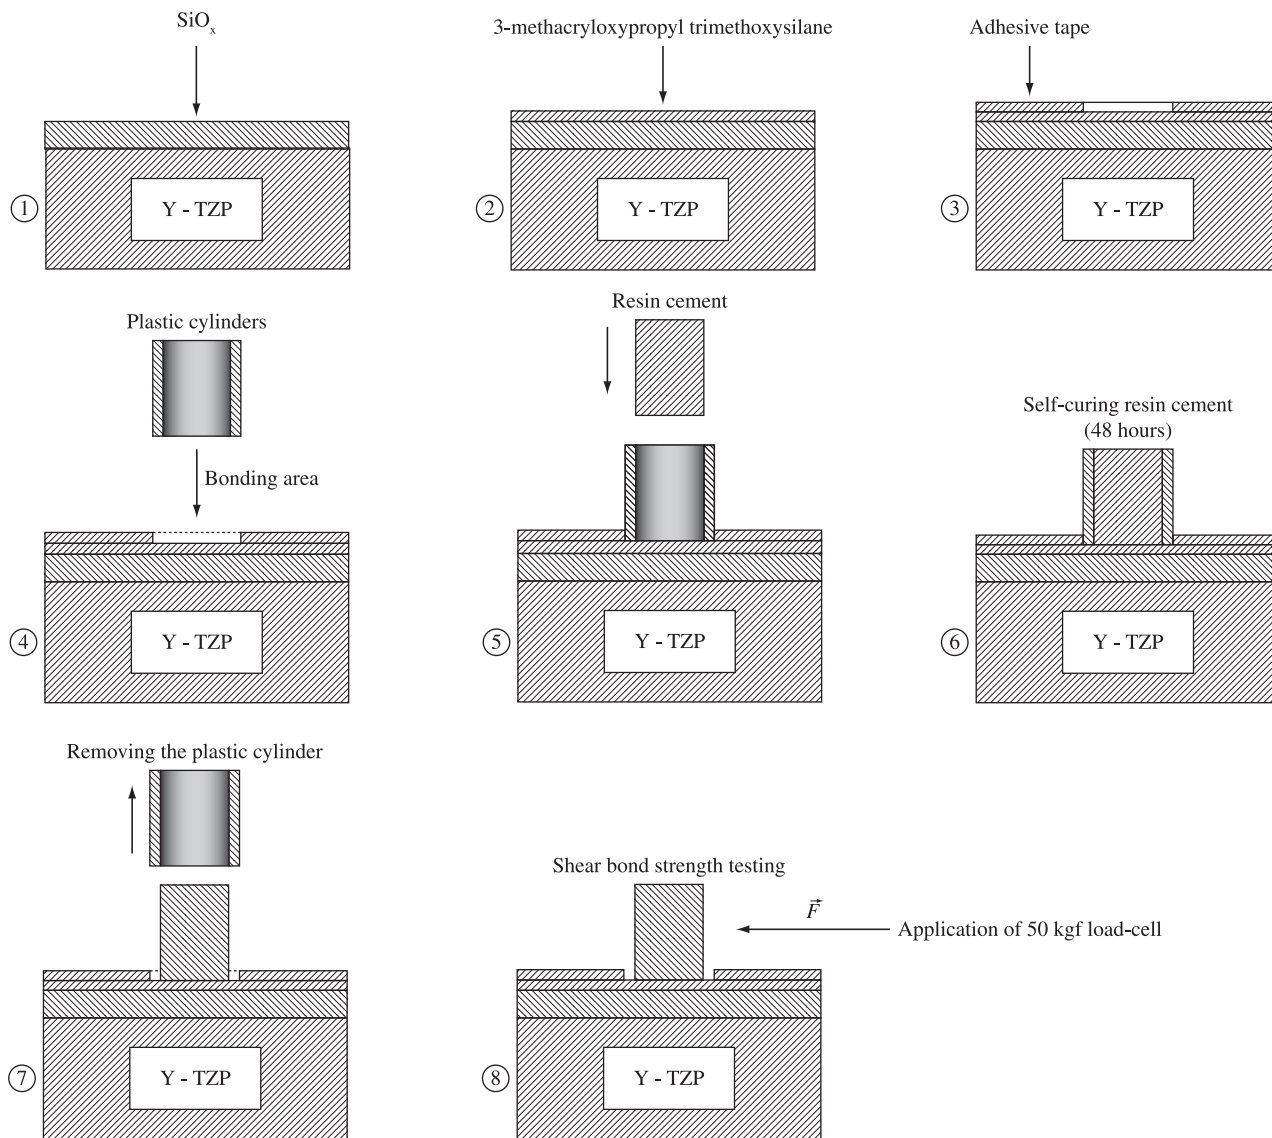 SiOₓ
① Y - TZP
3-methacryloxypropyl trimethoxysilane
② Y - TZP
Adhesive tape
③ Y - TZP
Plastic cylinders
Bonding area
④ Y - TZP
Resin cement
⑤ Y - TZP
Self-curing resin cement
(48 hours)
⑥ Y - TZP
Removing the plastic cylinder
⑦ Y - TZP
Shear bond strength testing
F⃗
Application of 50 kgf load-cell
⑧ Y - TZP